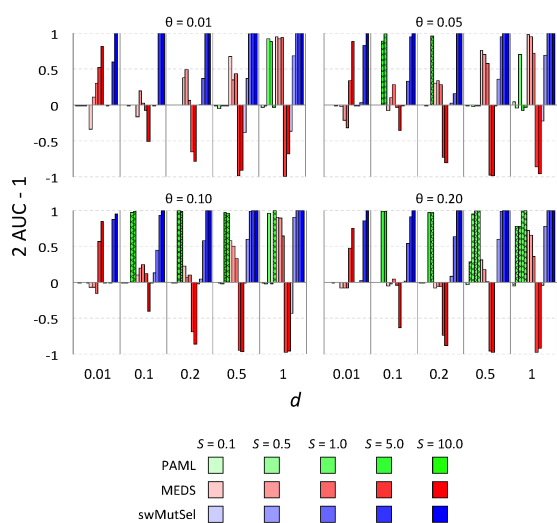 θ = 0.01 θ = 0.05
1
0.5
0
-0.5
-1
2 AUC - 1
θ = 0.10 θ = 0.20
1
0.5
0
-0.5
-1
0.01 0.1 0.2 0.5 1 0.01 0.1 0.2 0.5 1
d
S = 0.1 S = 0.5 S = 1.0 S = 5.0 S = 10.0
PAML
MEDS
swMutSel